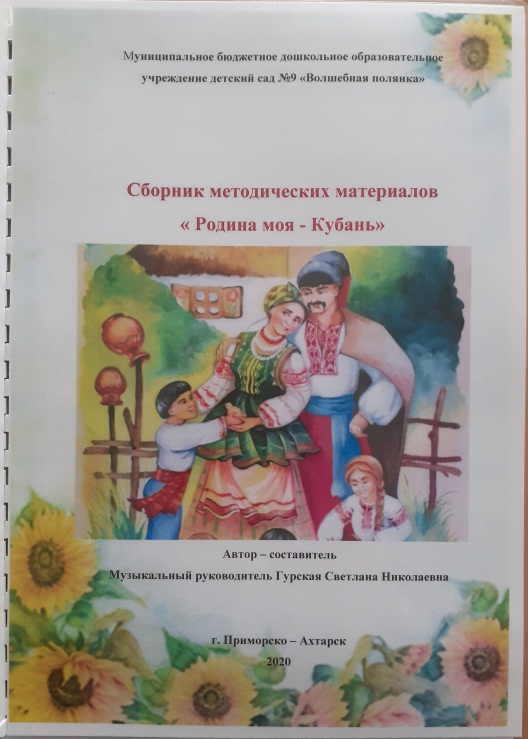 Муниципальное бюджетное дошкольное образовательное
учреждение детский сад №9 «Волшебная полянка»
Сборник методических материалов
« Родина моя - Кубань»
Автор – составитель
Музыкальный руководитель Гурская Светлана Николаевна
г. Приморско – Ахтарск
2020